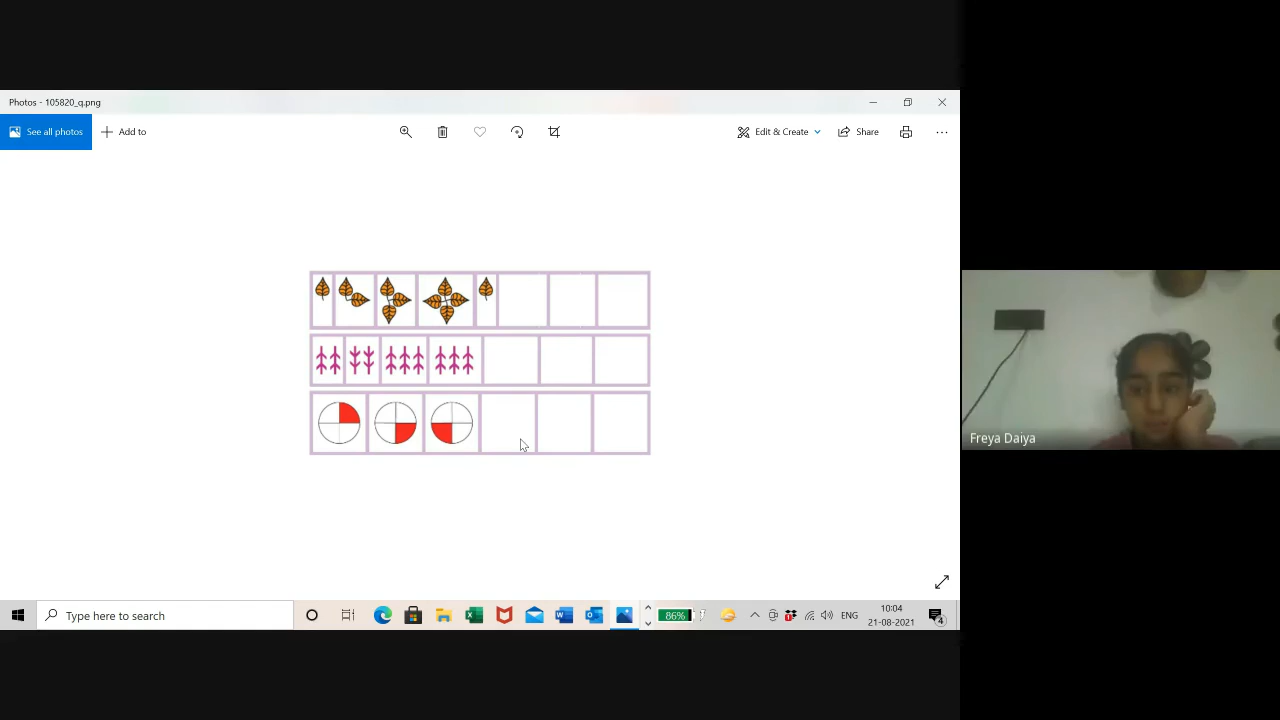 Photos - 105820_q.png
See all photos
Add to
Edit & Create
Share
Freya Daiya
Type here to search
86%
ENG
10:04
21-08-2021
4